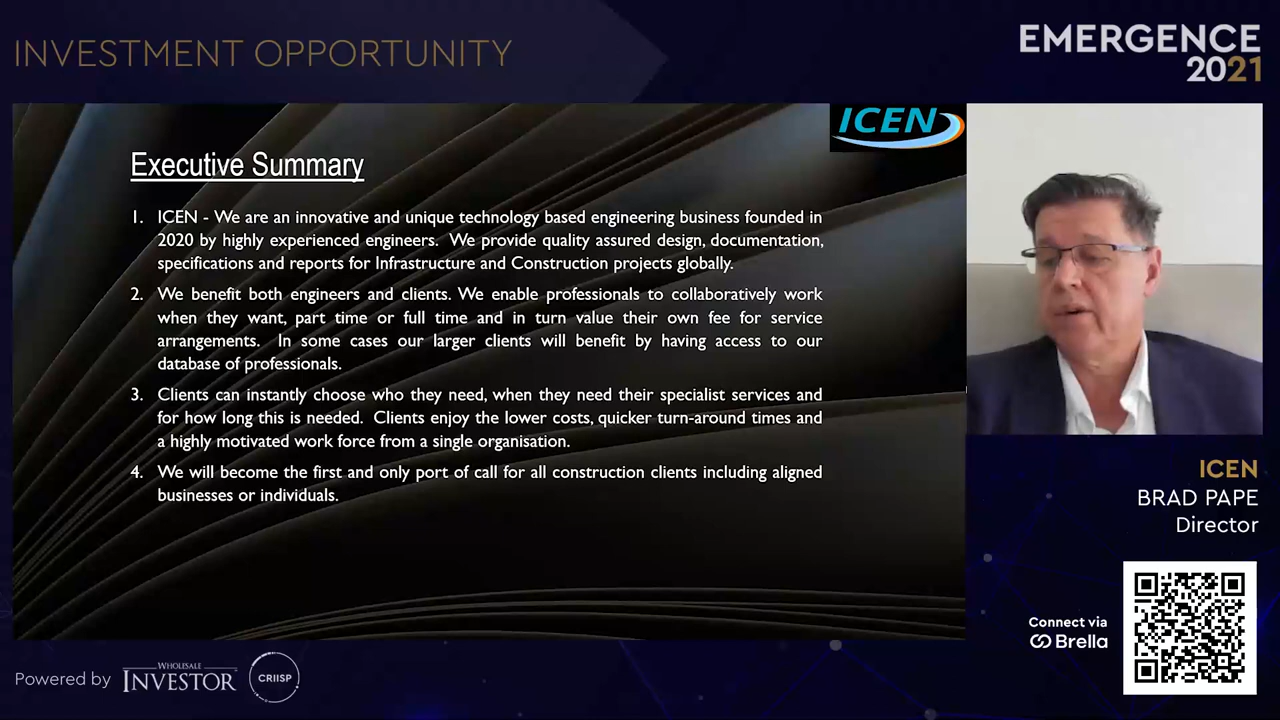 INVESTMENT OPPORTUNITY
EMERGENCE
2021
ICEN
Executive Summary
1. ICEN - We are an innovative and unique technology based engineering business founded in
2020 by highly experienced engineers. We provide quality assured design, documentation,
specifications and reports for Infrastructure and Construction projects globally.
2. We benefit both engineers and clients. We enable professionals to collaboratively work
when they want, part time or full time and in turn value their own fee for service
arrangements. In some cases our larger clients will benefit by having access to our
database of professionals.
3. Clients can instantly choose who they need, when they need their specialist services and
for how long this is needed. Clients enjoy the lower costs, quicker turn-around times and
a highly motivated work force from a single organisation.
4. We will become the first and only port of call for all construction clients including aligned
businesses or individuals.
ICEN
BRAD PAPE
Director
Connect via
Brella
Powered by
WHOLESALE
INVESTOR
CRIISP